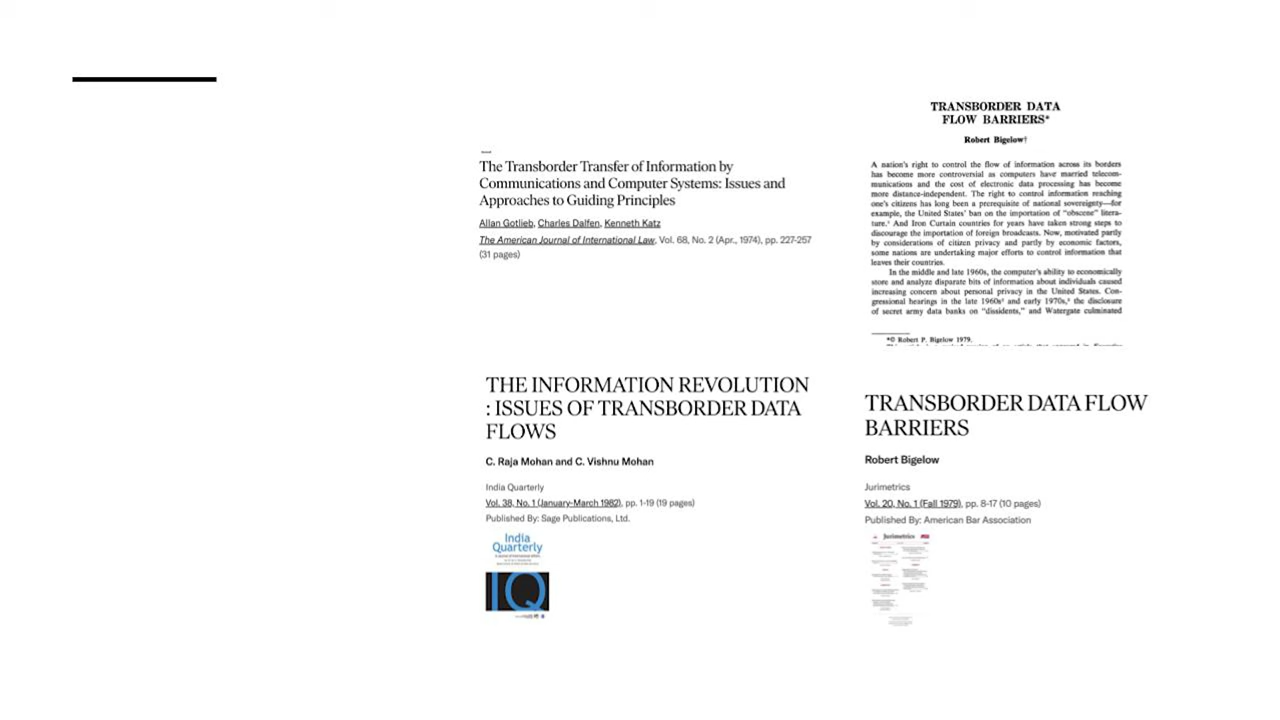 The Transborder Transfer of Information by
Communications and Computer Systems: Issues and
Approaches to Guiding Principles
Allan Gotlieb, Charles Dalfen, Kenneth Katz
The American Journal of International Law, Vol. 68, No. 2 (Apr., 1974), pp. 227-257
(31 pages)
TRANSBORDER DATA
FLOW BARRIERS*
Robert Bigelow†
A nation's right to control the flow of information across its borders
has become more controversial as computers have married telecom-
munications and the cost of electronic data processing has become
more distance-independent. The right to control information reaching
one's citizens has long been a prerequisite of national sovereignty—for
example, the United States' ban on the importation of "obscene" litera-
ture.¹ And Iron Curtain countries for years have taken strong steps to
discourage the importation of foreign broadcasts. Now, motivated partly
by considerations of citizen privacy and partly by economic factors,
some nations are undertaking major efforts to control information that
leaves their countries.
In the middle and late 1960s, the computer's ability to economically
store and analyze disparate bits of information about individuals caused
increasing concern about personal privacy in the United States. Con-
gressional hearings in the late 1960s² and early 1970s,³ the disclosure
of secret army data banks on "dissidents," and Watergate culminated
*© Robert P. Bigelow 1979.
THE INFORMATION REVOLUTION
: ISSUES OF TRANSBORDER DATA
FLOWS
C. Raja Mohan and C. Vishnu Mohan
India Quarterly
Vol. 38, No. 1 (January-March 1982), pp. 1-19 (19 pages)
Published By: Sage Publications, Ltd.
India
Quarterly
IQ
TRANSBORDER DATA FLOW
BARRIERS
Robert Bigelow
Jurimetrics
Vol. 20, No. 1 (Fall 1979), pp. 8-17 (10 pages)
Published By: American Bar Association
Jurimetrics